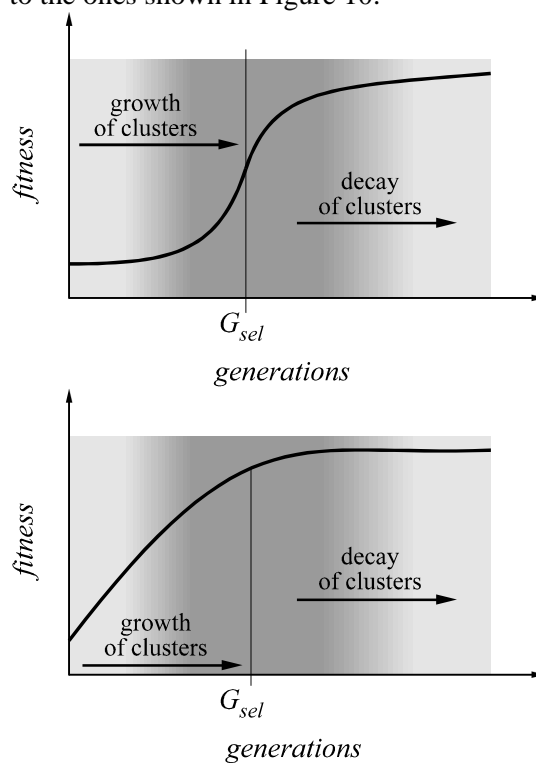 to the ones shown in Figure 10.
growth
of clusters
fitness
decay
of clusters
G_sel
generations
fitness
decay
of clusters
growth
of clusters
G_sel
generations